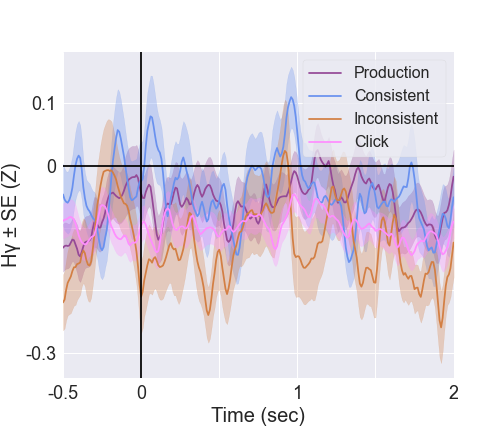 Production
Consistent
Inconsistent
Click
0.1
0
-0.3
Hγ ± SE (Z)
-0.5
0
1
2
Time (sec)